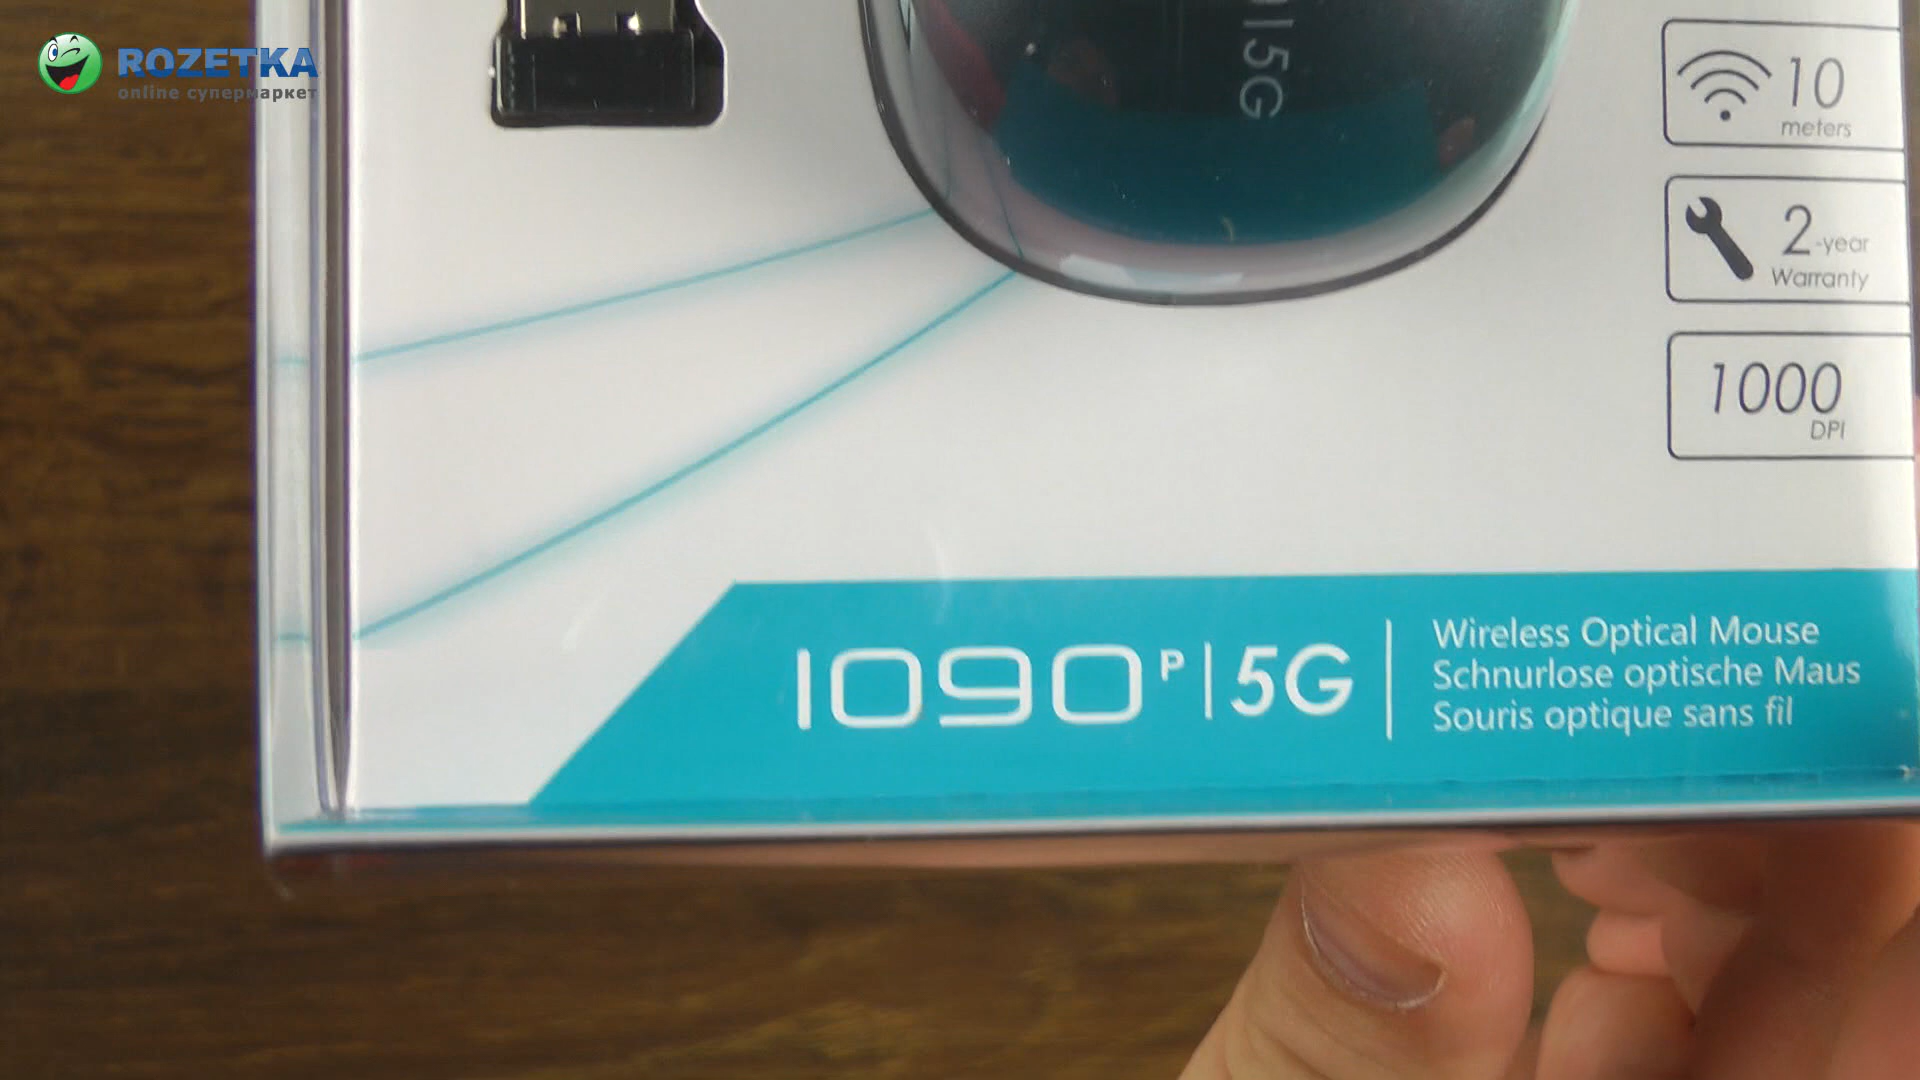 ROZETKA
online супермаркет
5G
10
meters
2-year
Warranty
1000
DPI
1090P|5G
Wireless Optical Mouse
Schnurlose optische Maus
Souris optique sans fil